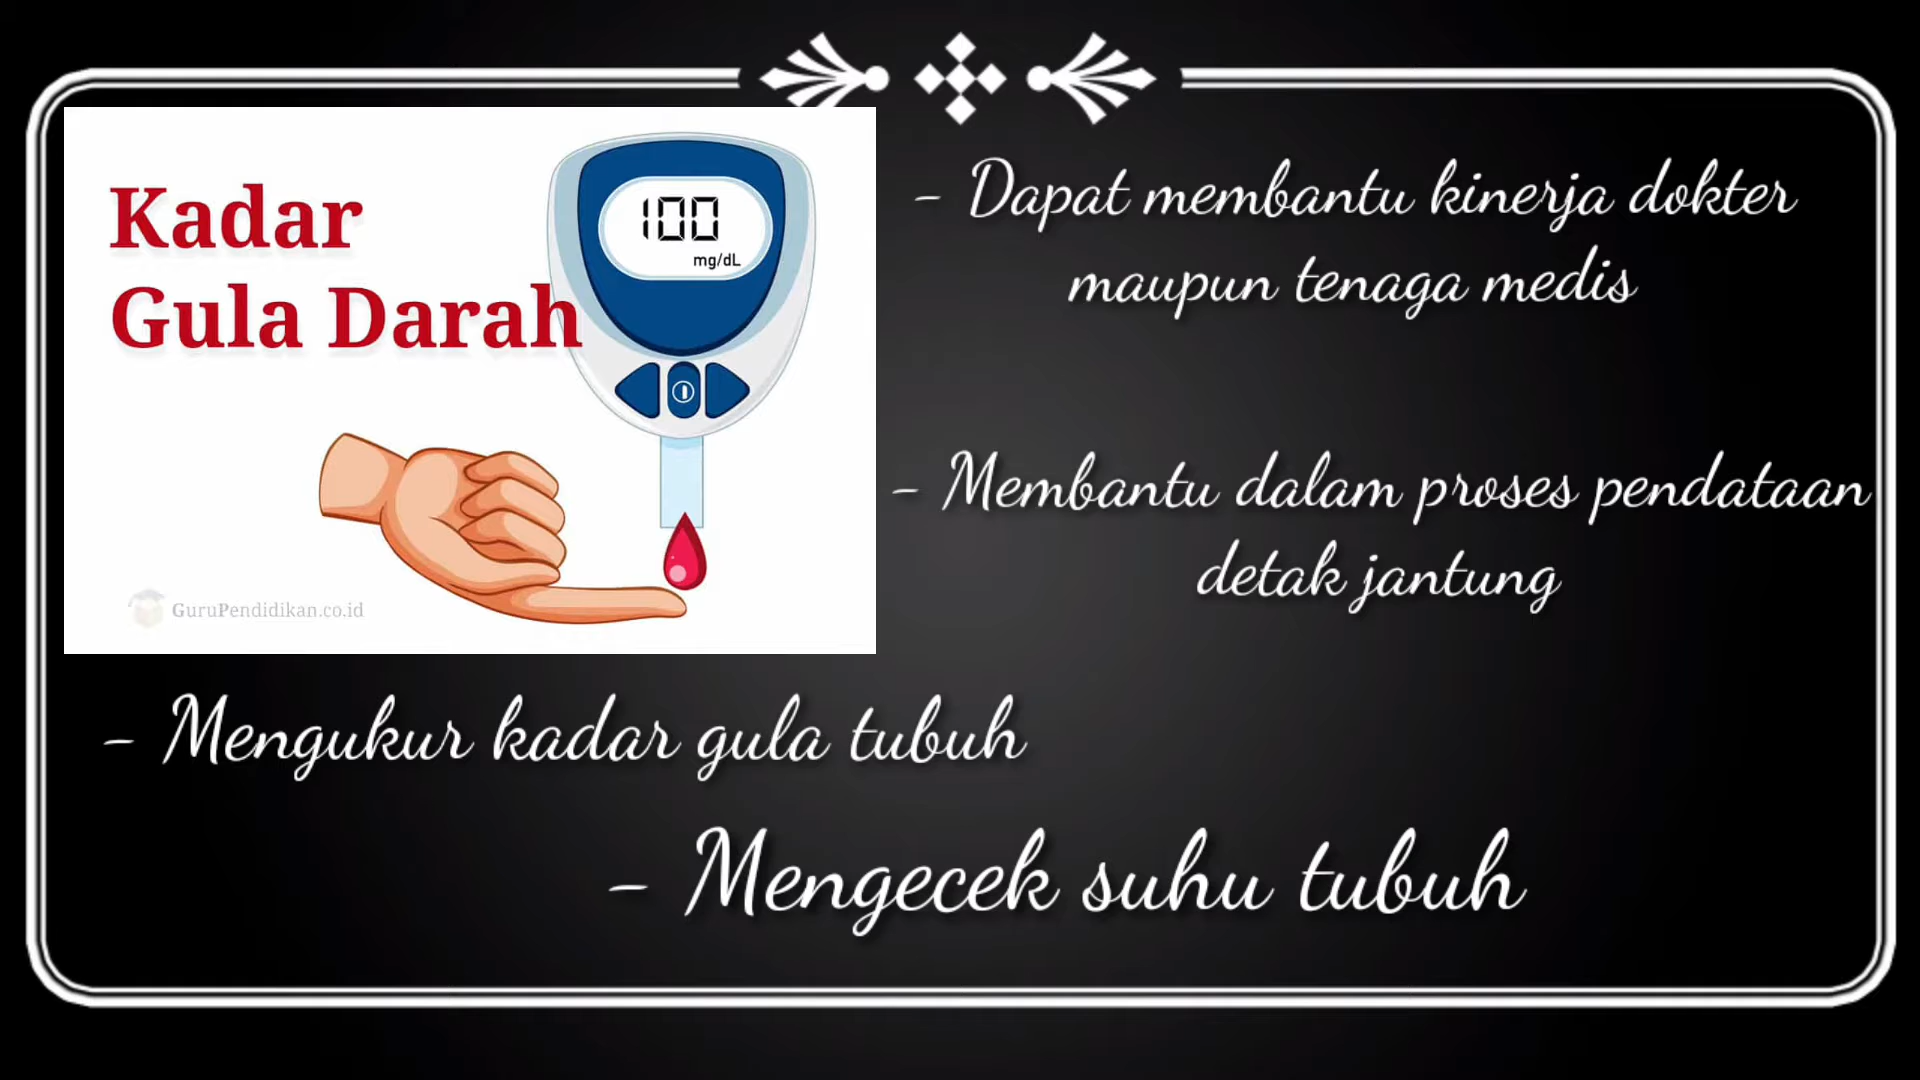 Kadar
Gula Darah
100
mg/dL
GuruPendidikan.co.id
- Dapat membantu kinerja dokter
maupun tenaga medis
- Membantu dalam proses pendataan
detak jantung
- Mengukur kadar gula tubuh
- Mengecek suhu tubuh